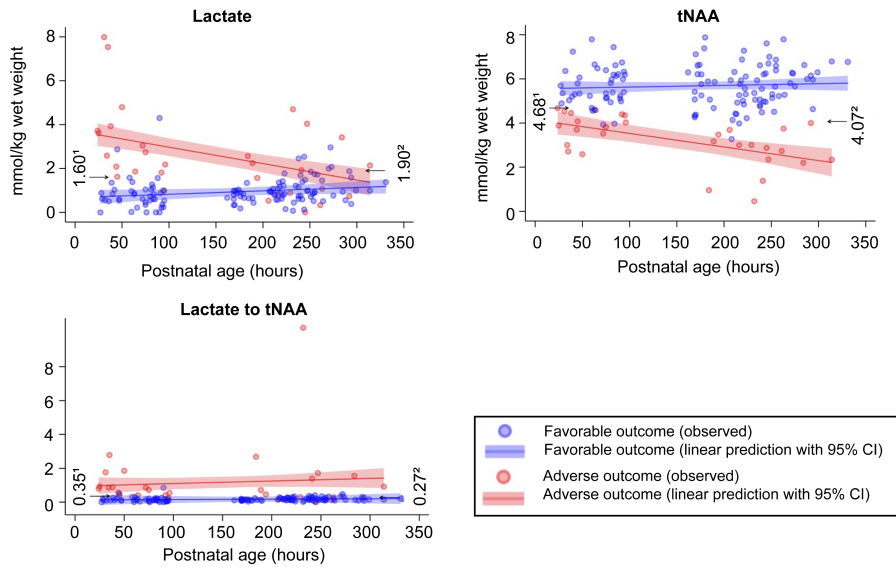 Lactate
mmol/kg wet weight
8
6
4
2
0
1.60¹
1.90²
0 50 100 150 200 250 300 350
Postnatal age (hours)
tNAA
mmol/kg wet weight
8
6
4
2
0
4.68¹
4.07²
0 50 100 150 200 250 300 350
Postnatal age (hours)
Lactate to tNAA
8
6
4
2
0
0.35¹
0.27²
0 50 100 150 200 250 300 350
Postnatal age (hours)
Favorable outcome (observed)
Favorable outcome (linear prediction with 95% CI)
Adverse outcome (observed)
Adverse outcome (linear prediction with 95% CI)